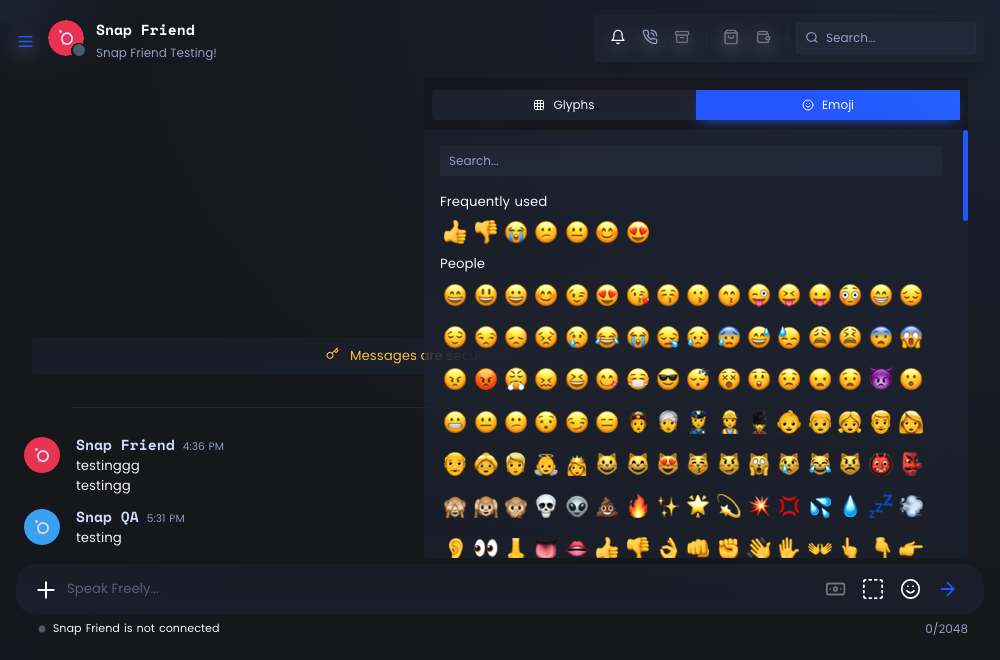 Snap Friend
Snap Friend Testing!
Search...
Glyphs
Emoji
Search...
Frequently used
People
Messages are secu
Snap Friend 4:36 PM
testinggg
testingg
Snap QA 5:31 PM
testing
Speak Freely...
Snap Friend is not connected
0/2048